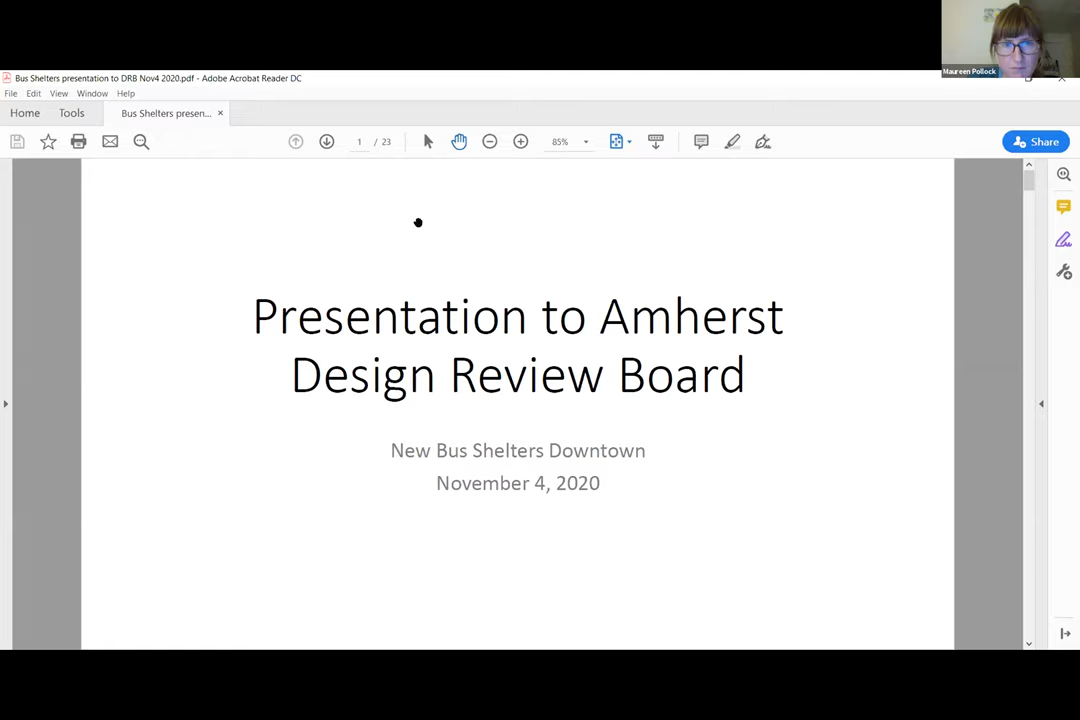 Maureen Pollock
Bus Shelters presentation to DRB Nov4 2020.pdf - Adobe Acrobat Reader DC
File Edit View Window Help
Home Tools Bus Shelters presen... ×
1 / 23 85% Share
Presentation to Amherst
Design Review Board
New Bus Shelters Downtown
November 4, 2020